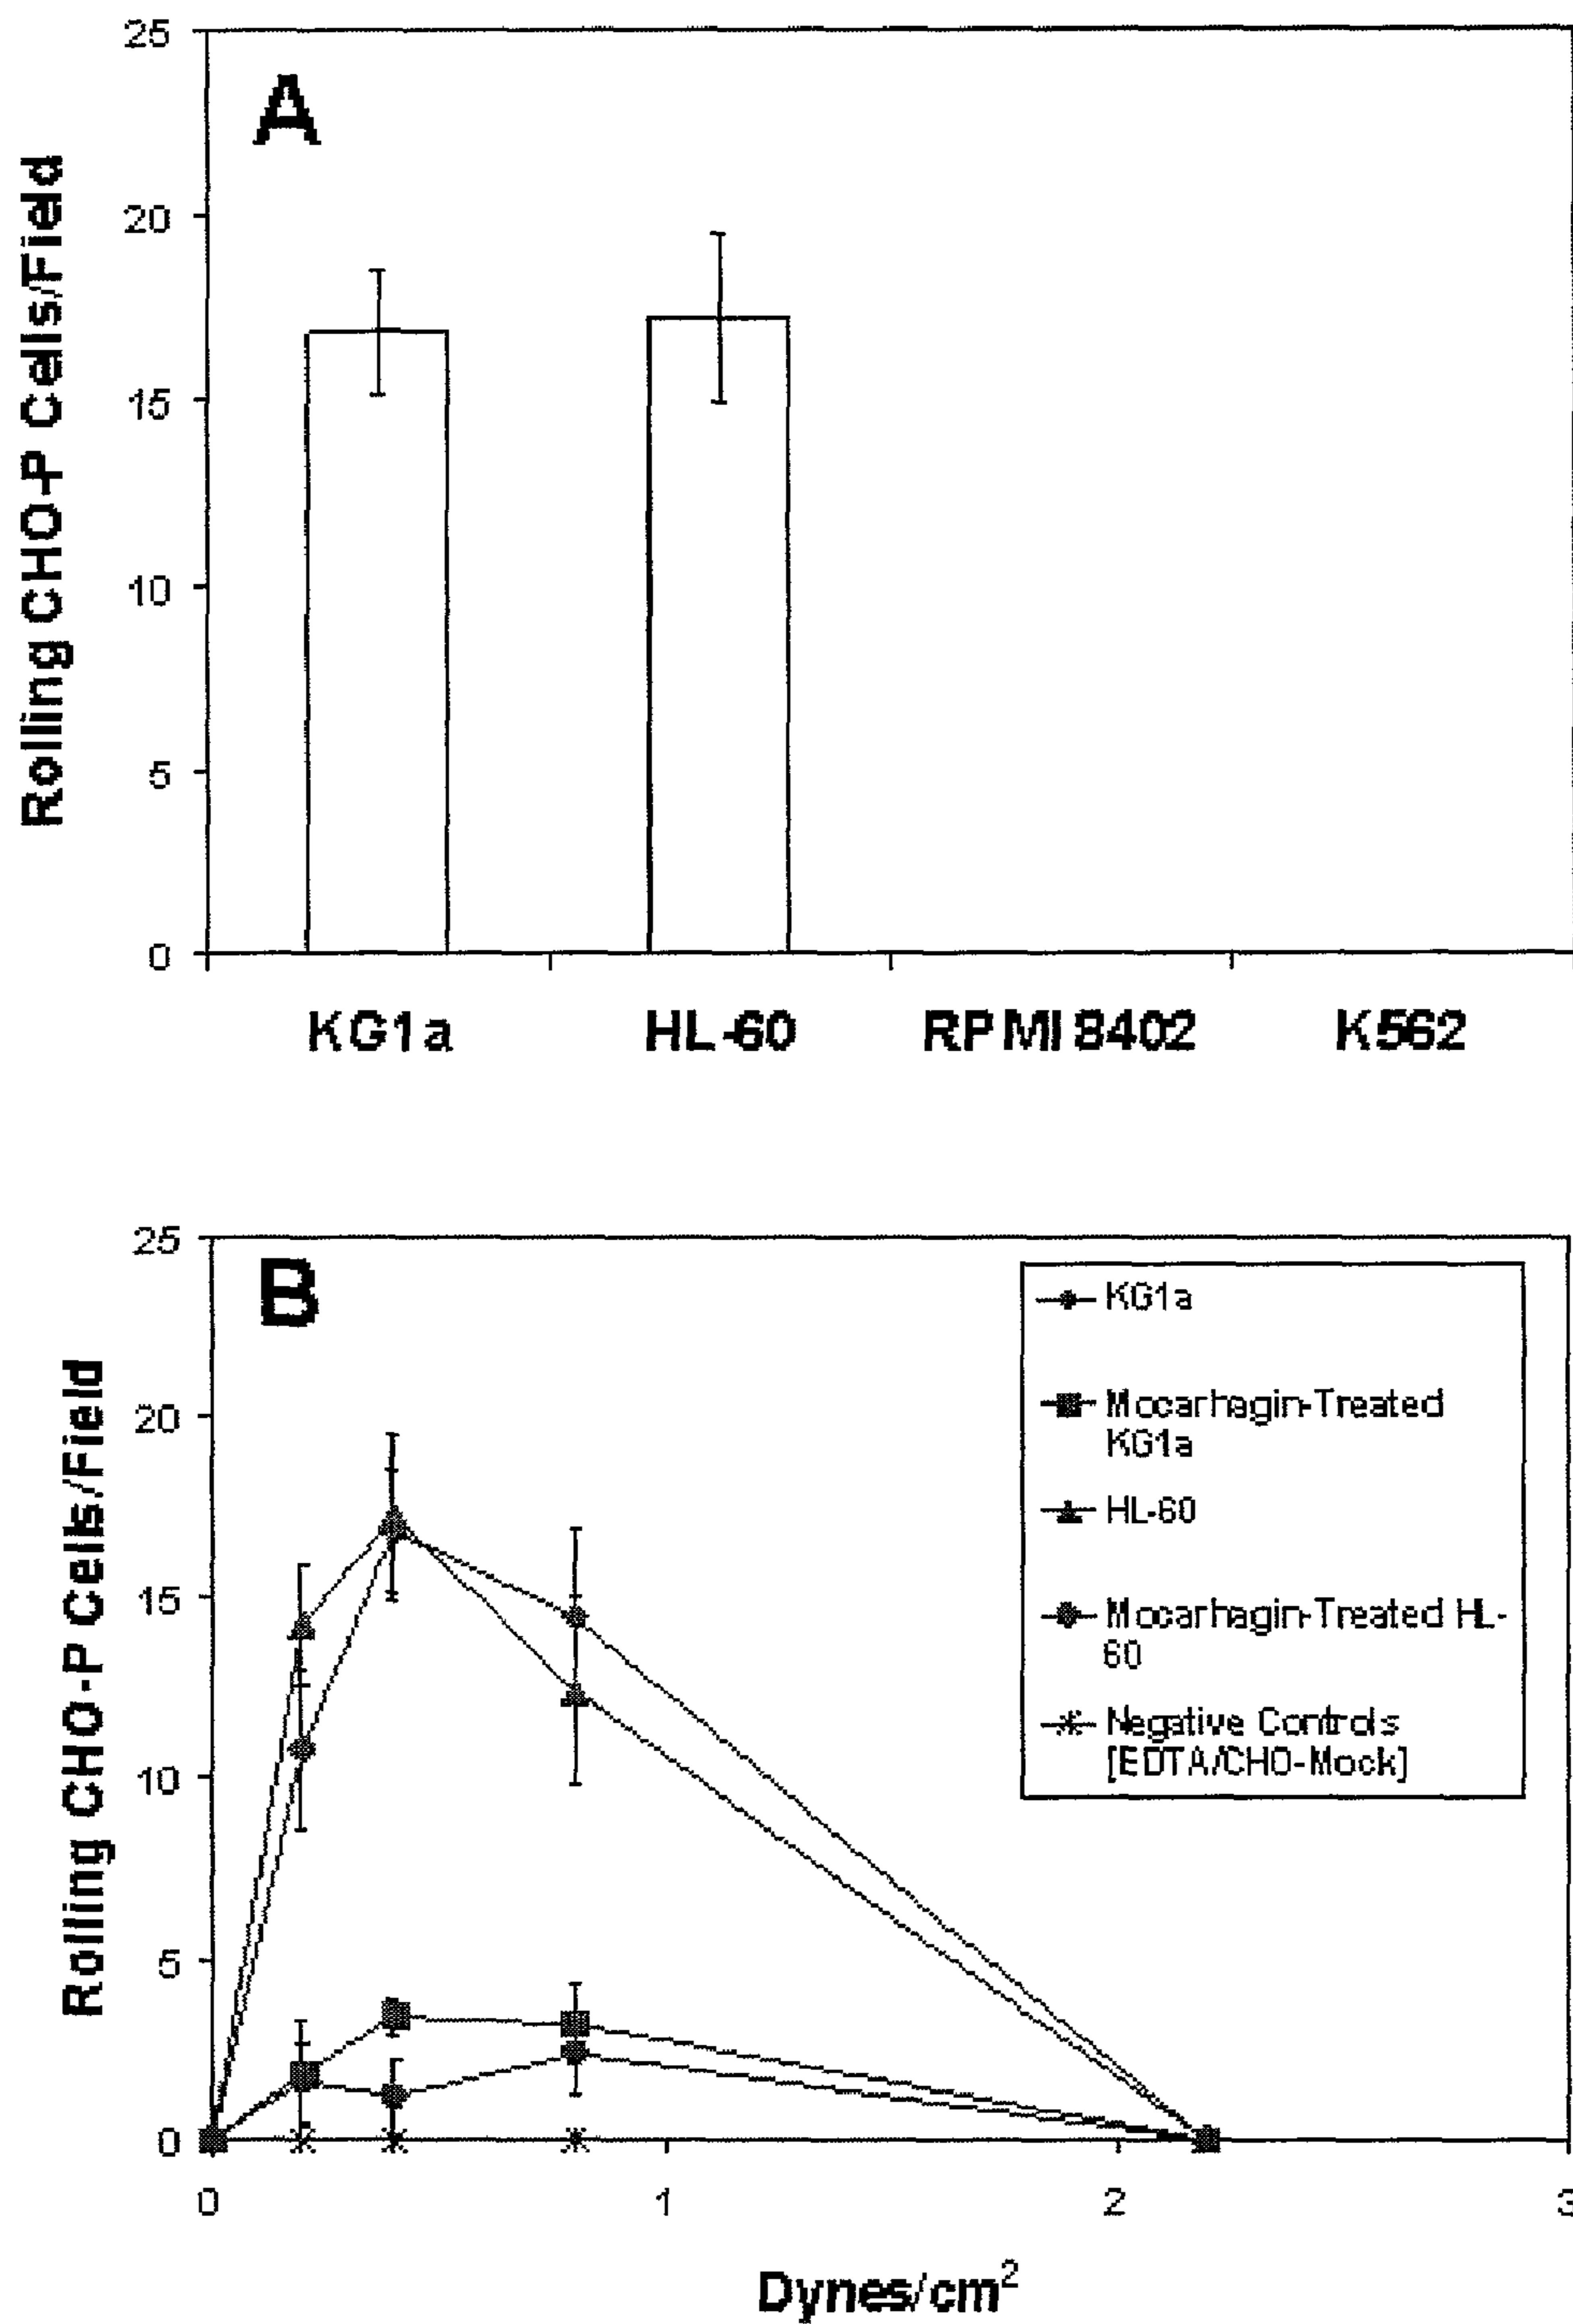 25
A
20
15
10
5
0
Rolling CHO-P Cells/Field
KG1a HL-60 RPMI 8402 K562
25
B
20
15
10
5
0
Rolling CHO-P Cells/Field
KG1a
Mocarhagin-Treated
KG1a
HL-60
Mocarhagin-Treated HL-
60
Negative Controls
[EDTA/CHO-Mock]
0 1 2 3
Dynes/cm²